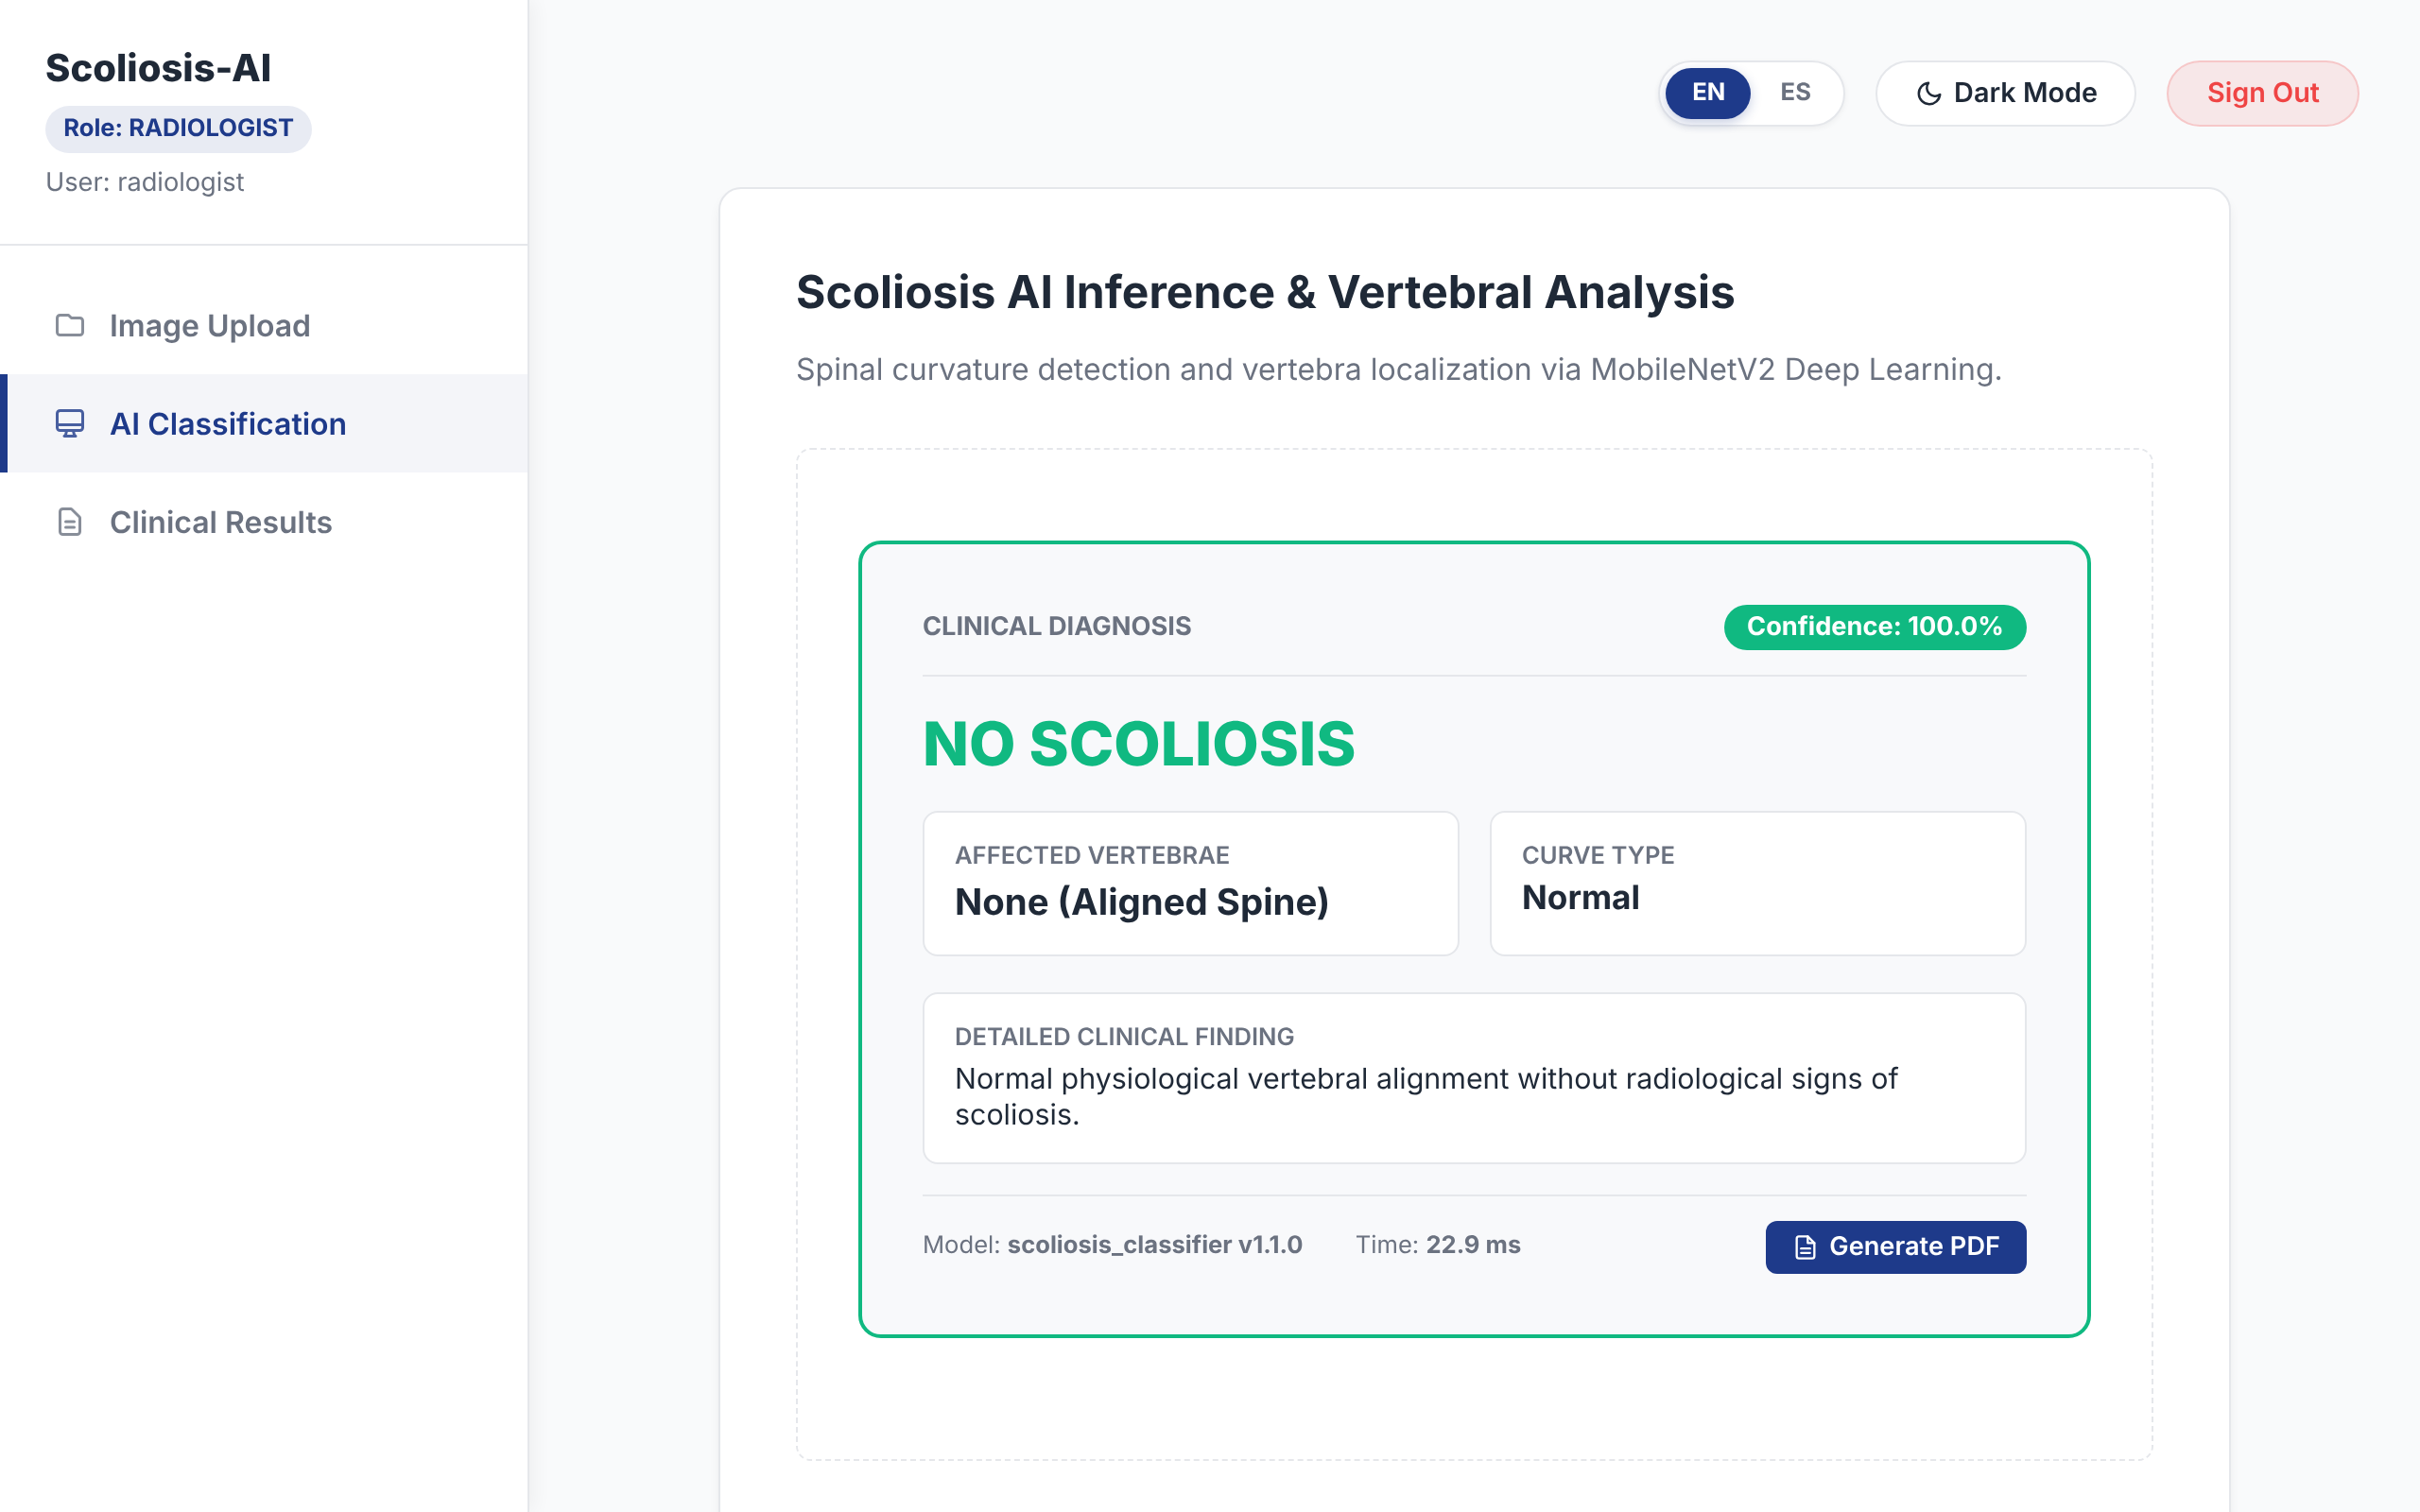 Scoliosis-AI
Role: RADIOLOGIST
User: radiologist
Image Upload
AI Classification
Clinical Results
EN ES Dark Mode Sign Out
Scoliosis AI Inference & Vertebral Analysis
Spinal curvature detection and vertebra localization via MobileNetV2 Deep Learning.
CLINICAL DIAGNOSIS Confidence: 100.0%
NO SCOLIOSIS
AFFECTED VERTEBRAE
None (Aligned Spine)
CURVE TYPE
Normal
DETAILED CLINICAL FINDING
Normal physiological vertebral alignment without radiological signs of
scoliosis.
Model: scoliosis_classifier v1.1.0 Time: 22.9 ms Generate PDF